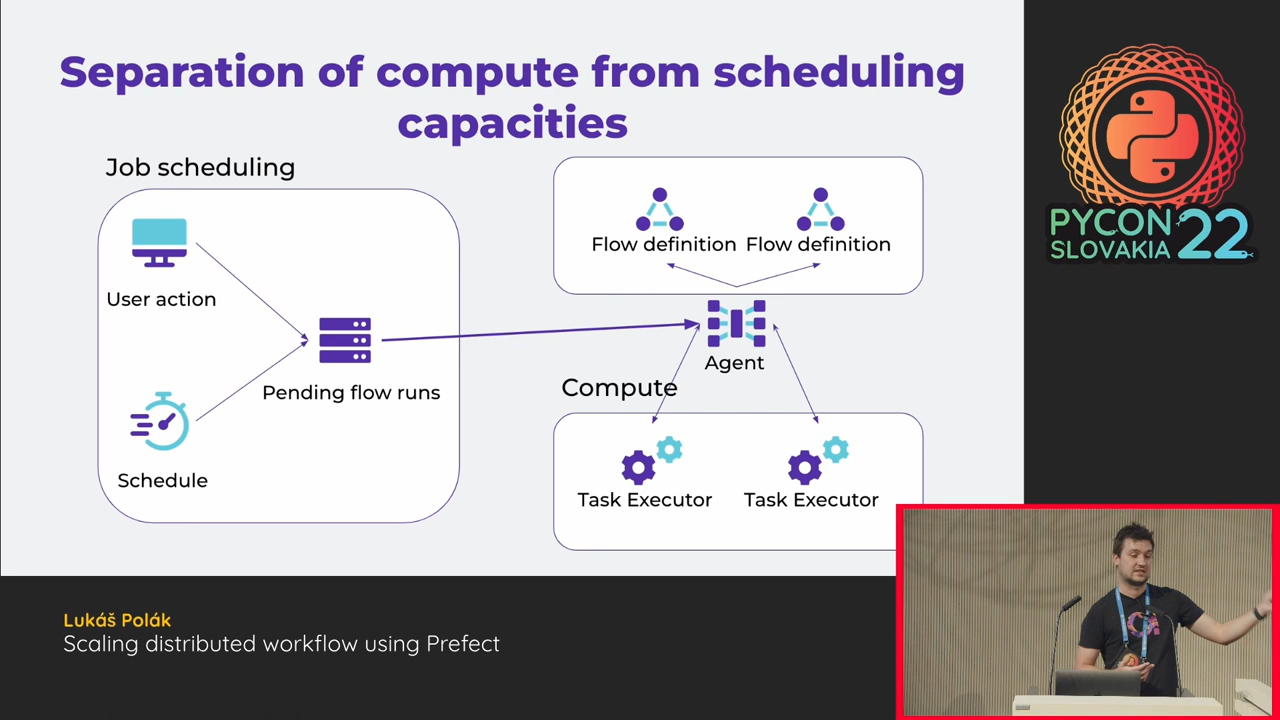 Separation of compute from scheduling
capacities
Job scheduling
User action
Pending flow runs
Schedule
Flow definition
Flow definition
Agent
Compute
Task Executor
Task Executor
PYCON
SLOVAKIA
22
Lukáš Polák
Scaling distributed workflow using Prefect